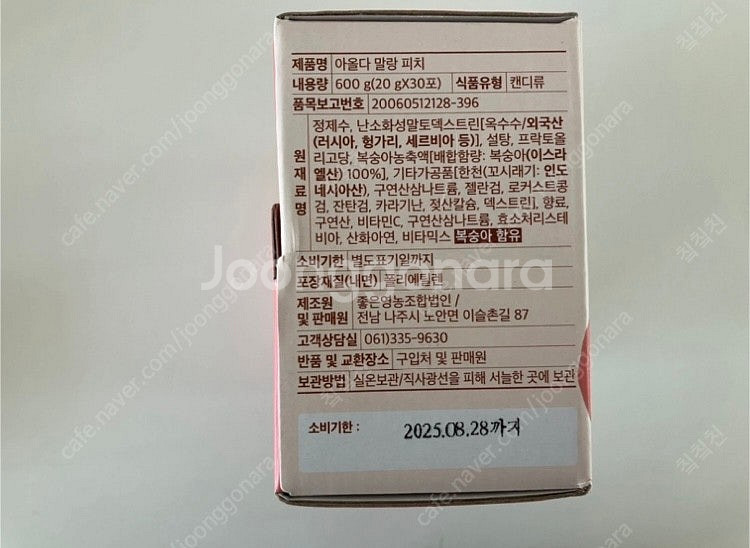 제품명 아올다 말랑 피치
내용량 600 g(20 gX30포) 식품유형 캔디류
품목보고번호 20060512128-396
원재료명
정제수, 난소화성말토덱스트린[옥수수/외국산
(러시아, 헝가리, 세르비아 등)], 설탕, 프락토올
리고당, 복숭아농축액[배합함량: 복숭아(이스라
엘산) 100%], 기타가공품[한천(꼬시래기: 인도
네시아산), 구연산삼나트륨, 젤란검, 로커스트콩
검, 잔탄검, 카라기난, 젖산칼슘, 덱스트린], 향료,
구연산, 비타민C, 구연산삼나트륨, 효소처리스테
비아, 산화아연, 비타믹스 복숭아 함유
소비기한 별도표기일까지
포장재질(내면) 폴리에틸렌
제조원 및 판매원 좋은영농조합법인 /
전남 나주시 노안면 이슬촌길 87
고객상담실 061)335-9630
반품 및 교환장소 구입처 및 판매원
보관방법 실온보관/직사광선을 피해 서늘한 곳에 보관
소비기한 : 2025.08.28까지
Joonggonara
cafe.naver.com/joonggonara
칙칙친